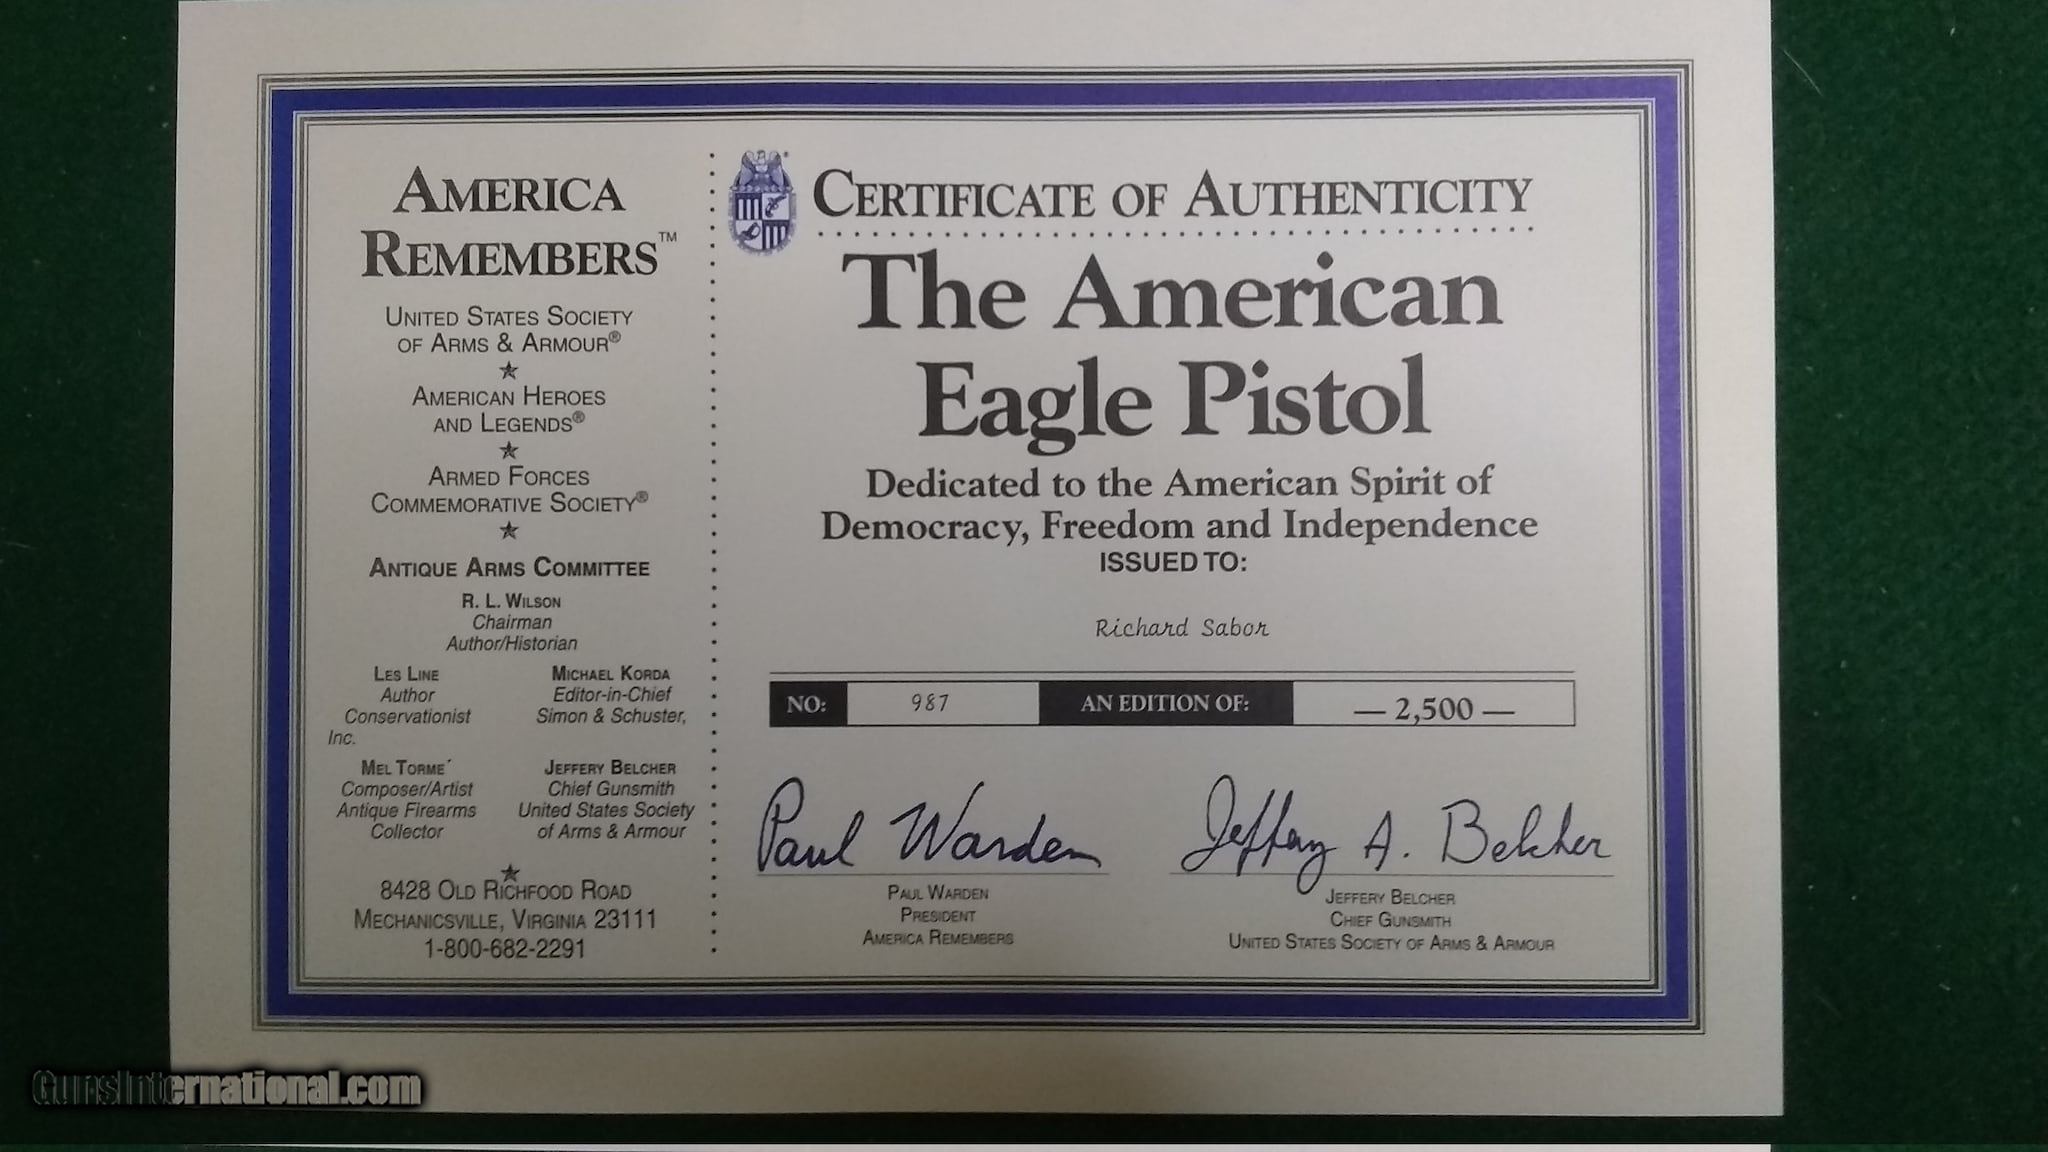 AMERICA
REMEMBERS™
UNITED STATES SOCIETY
OF ARMS & ARMOUR®
AMERICAN HEROES
AND LEGENDS®
ARMED FORCES
COMMEMORATIVE SOCIETY®
ANTIQUE ARMS COMMITTEE
R. L. WILSON
Chairman
Author/Historian
LES LINE
Author
Conservationist
MICHAEL KORDA
Editor-in-Chief
Simon & Schuster,
Inc.
MEL TORME´
Composer/Artist
Antique Firearms
Collector
JEFFERY BELCHER
Chief Gunsmith
United States Society
of Arms & Armour
8428 OLD RICHFOOD ROAD
MECHANICSVILLE, VIRGINIA 23111
1-800-682-2291
CERTIFICATE OF AUTHENTICITY
The American
Eagle Pistol
Dedicated to the American Spirit of
Democracy, Freedom and Independence
ISSUED TO:
Richard Sabor
NO: 987 AN EDITION OF: — 2,500 —
Paul Warden
PAUL WARDEN
PRESIDENT
AMERICA REMEMBERS
Jeffery A. Belcher
JEFFERY BELCHER
CHIEF GUNSMITH
UNITED STATES SOCIETY OF ARMS & ARMOUR
GunsInternational.com